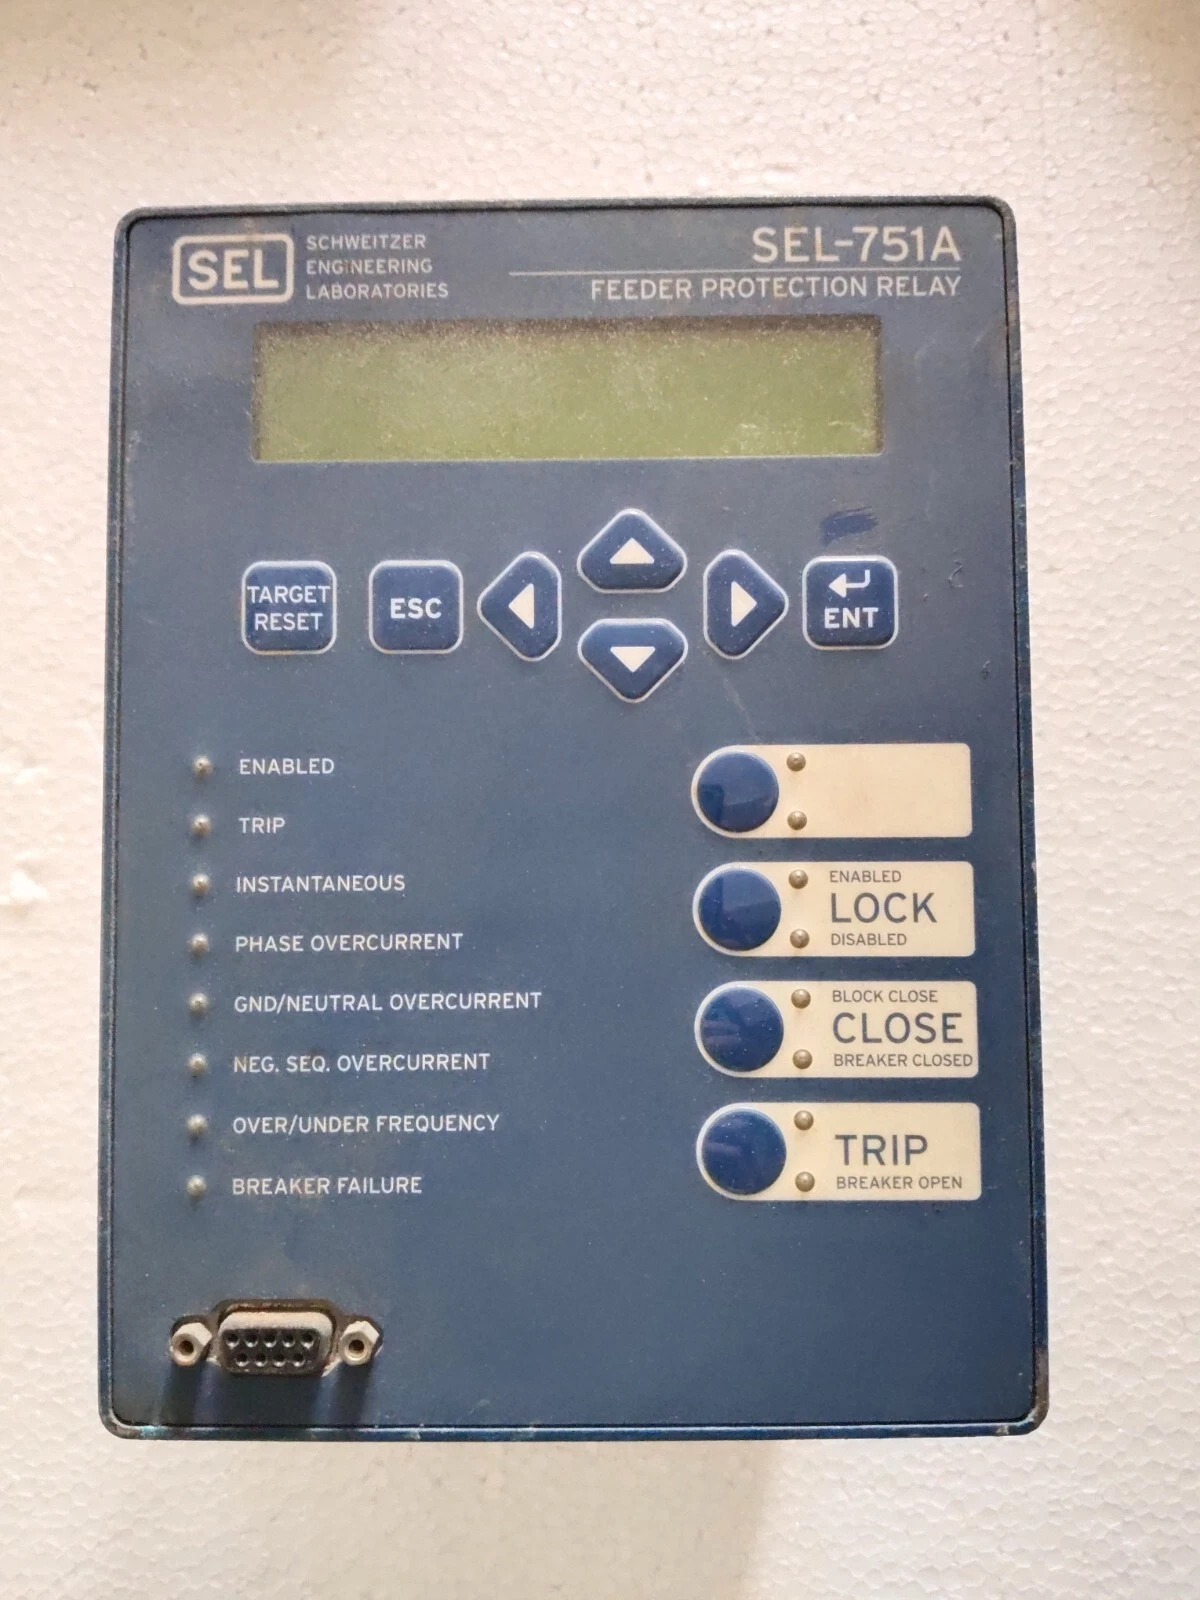 SEL
SCHWEITZER
ENGINEERING
LABORATORIES
SEL-751A
FEEDER PROTECTION RELAY
TARGET
RESET
ESC
ENT
ENABLED
TRIP
INSTANTANEOUS
PHASE OVERCURRENT
GND/NEUTRAL OVERCURRENT
NEG. SEQ. OVERCURRENT
OVER/UNDER FREQUENCY
BREAKER FAILURE
ENABLED
LOCK
DISABLED
BLOCK CLOSE
CLOSE
BREAKER CLOSED
TRIP
BREAKER OPEN